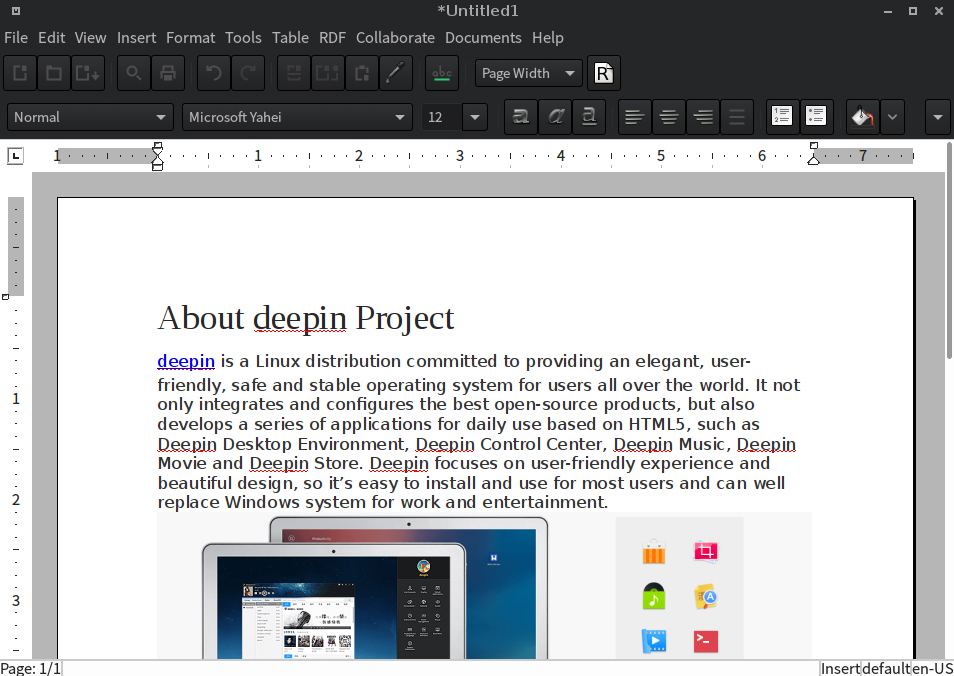 *Untitled1
File Edit View Insert Format Tools Table RDF Collaborate Documents Help
abc Page Width R
Normal Microsoft Yahei 12 a a a
1 1 2 3 4 5 6 7
About deepin Project
deepin is a Linux distribution committed to providing an elegant, user-
friendly, safe and stable operating system for users all over the world. It not
only integrates and configures the best open-source products, but also
1
develops a series of applications for daily use based on HTML5, such as
Deepin Desktop Environment, Deepin Control Center, Deepin Music, Deepin
Movie and Deepin Store. Deepin focuses on user-friendly experience and
beautiful design, so it’s easy to install and use for most users and can well
2
replace Windows system for work and entertainment.
A
3
Page: 1/1 Insert default en-US